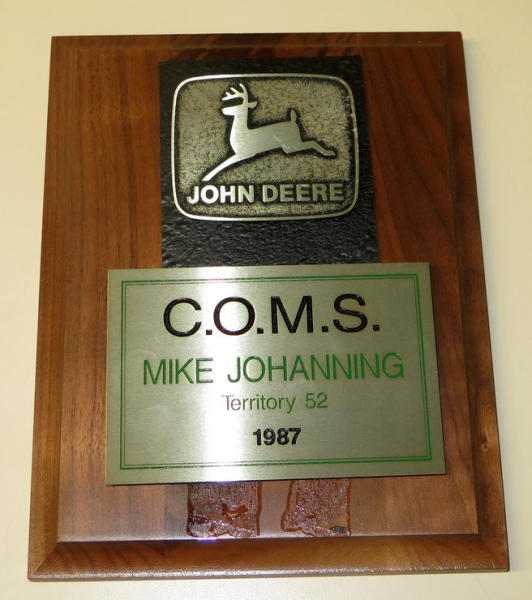 JOHN DEERE
C.O.M.S.
MIKE JOHANNING
Territory 52
1987